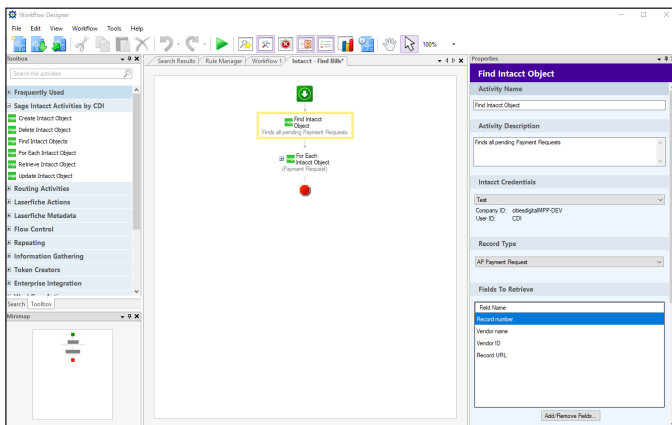 Workflow Designer
File Edit View Workflow Tools Help
100%
Toolbox
Search the activities
Frequently Used
Sage Intacct Activities by CDI
Create Intacct Object
Delete Intacct Object
Find Intacct Objects
For Each Intacct Object
Retrieve Intacct Object
Update Intacct Object
Routing Activities
Laserfiche Actions
Laserfiche Metadata
Flow Control
Repeating
Information Gathering
Token Creators
Enterprise Integration
Search Toolbox
Minimap
Search Results Rule Manager Workflow 1 Intacct - Find Bills*
Find Intacct
Object
Finds all pending Payment Requests
For Each
Intacct Object
(Payment Request)
Properties
Find Intacct Object
Activity Name
Find Intacct Object
Activity Description
Finds all pending Payment Requests
Intacct Credentials
Test
Company ID: citiesdigitalMPP-DEV
User ID: CDI
Record Type
AP Payment Request
Fields To Retrieve
Field Name
Record number
Vendor name
Vendor ID
Record URL
Add/Remove Fields...